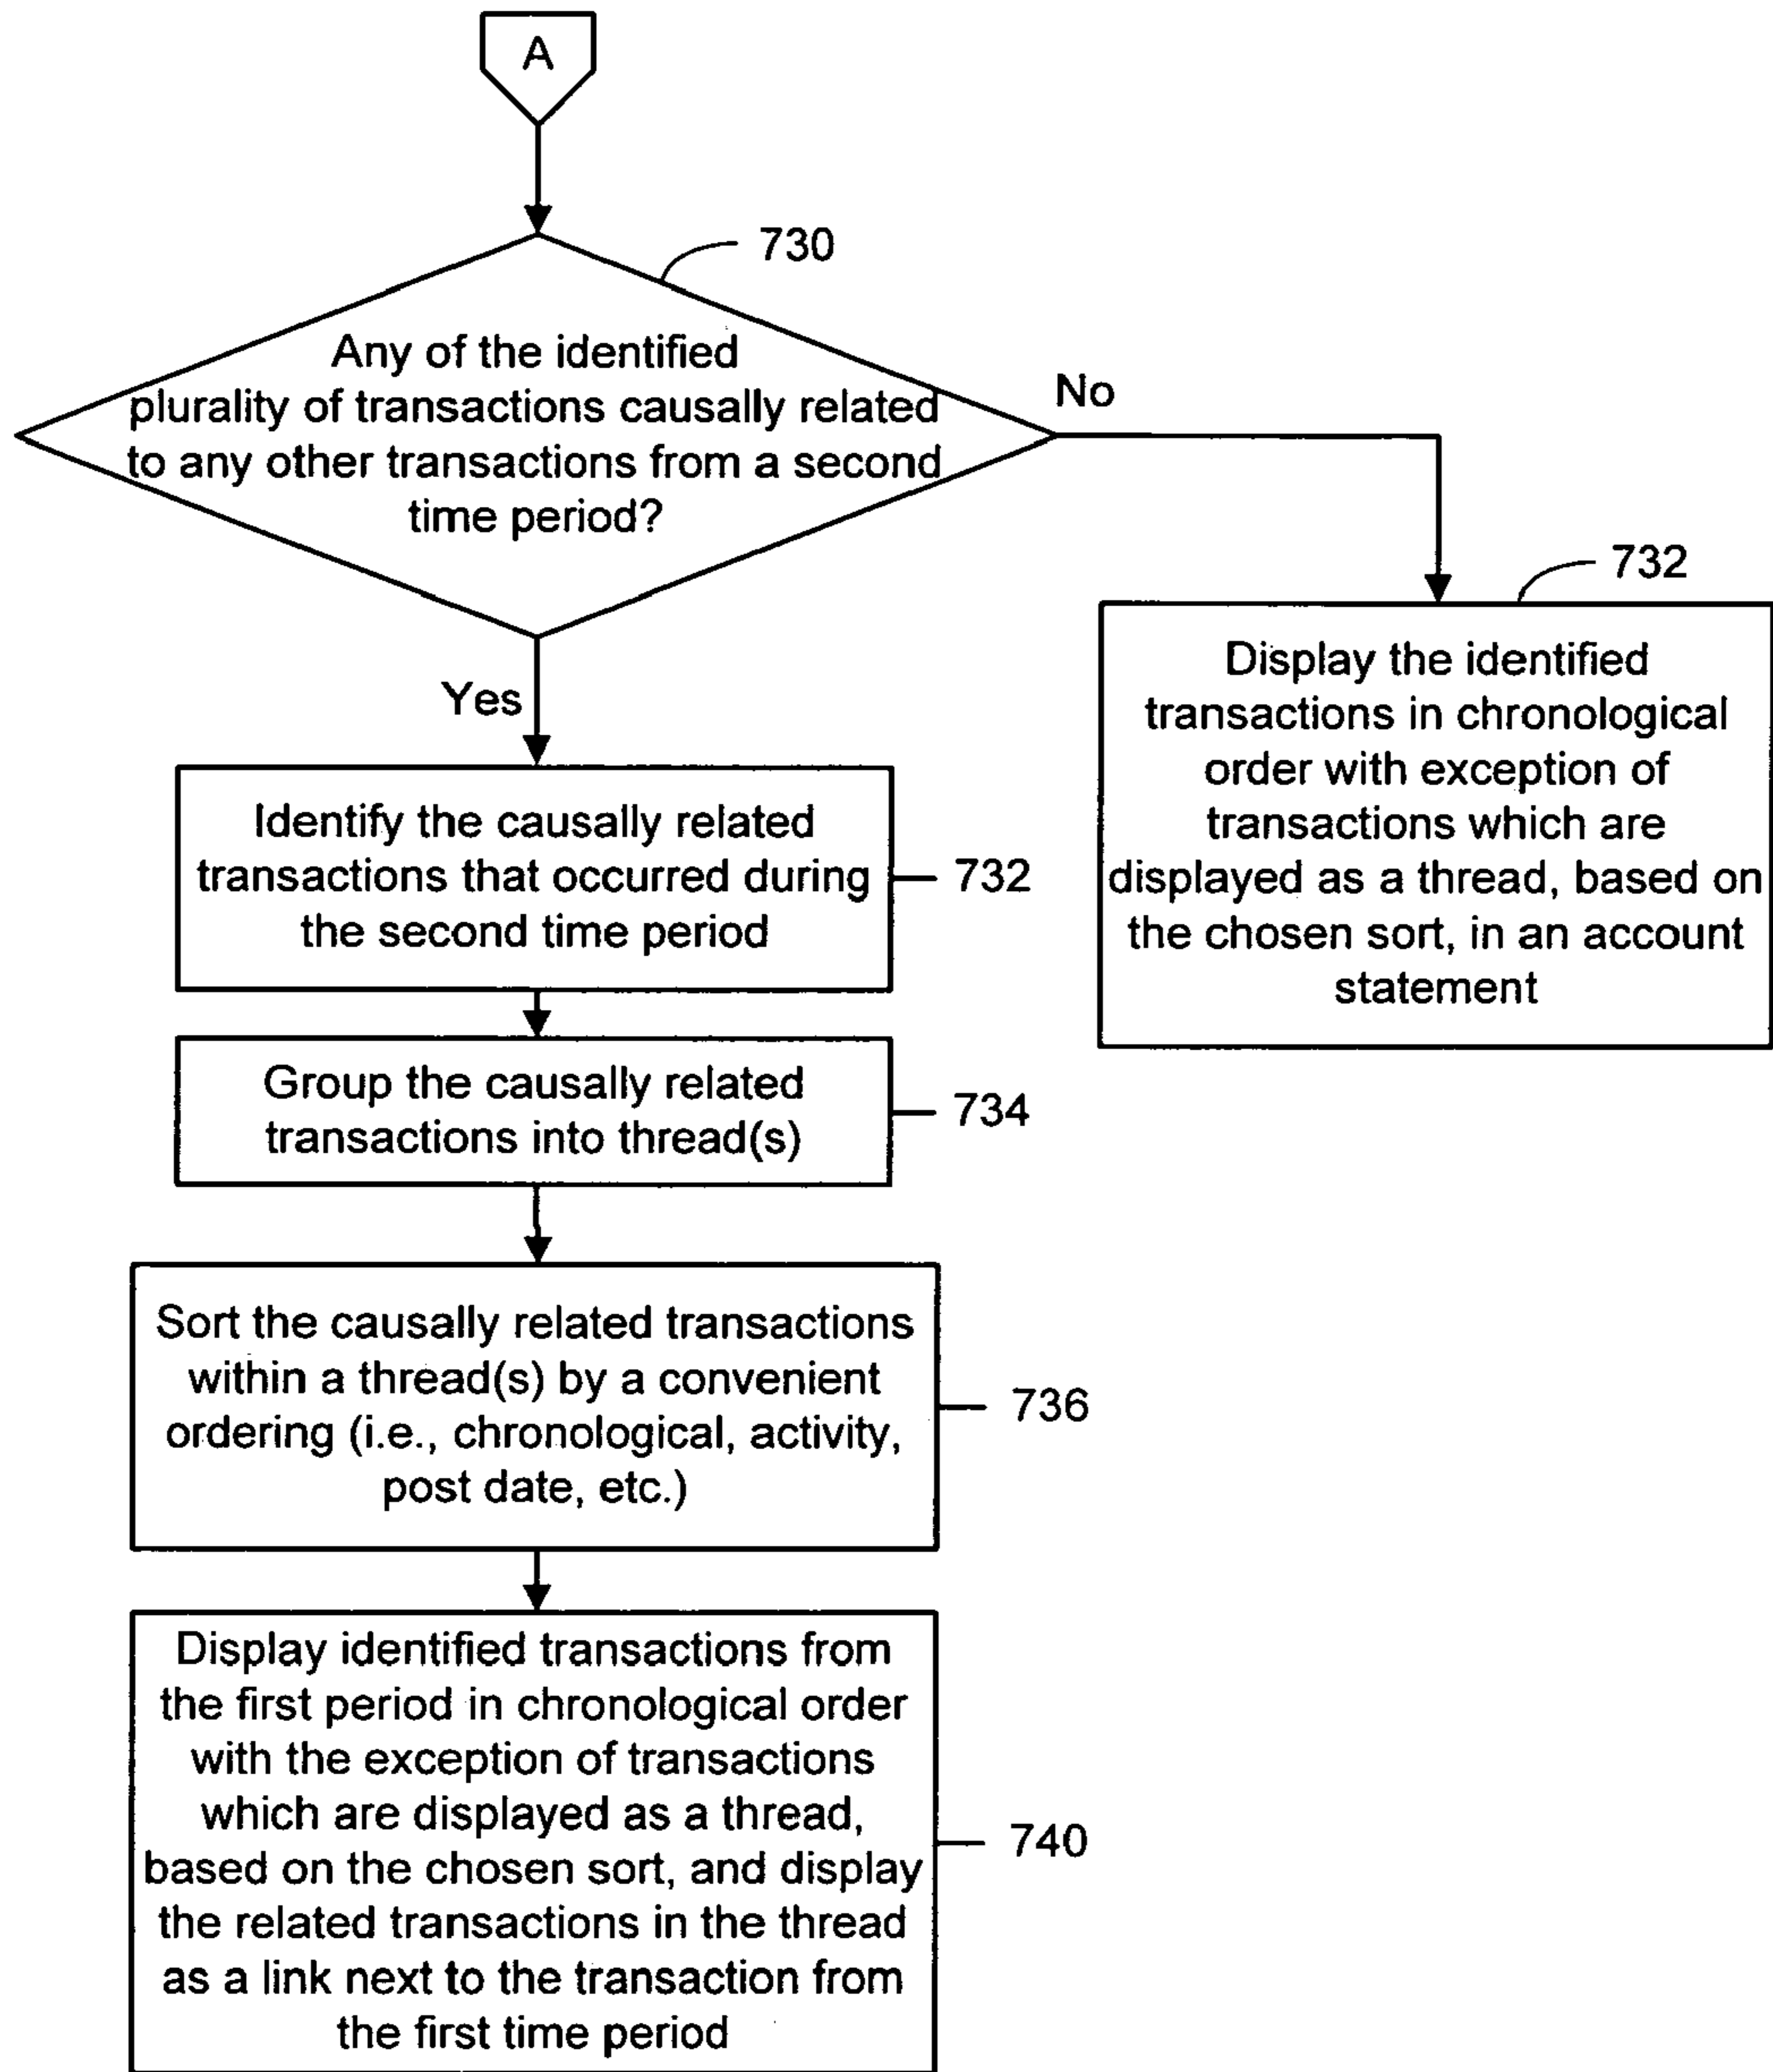 A
730
Any of the identified
plurality of transactions causally related
to any other transactions from a second
time period?
No
Yes
732
Display the identified
transactions in chronological
order with exception of
transactions which are
displayed as a thread, based on
the chosen sort, in an account
statement
Identify the causally related
transactions that occurred during
the second time period
732
Group the causally related
transactions into thread(s)
734
Sort the causally related transactions
within a thread(s) by a convenient
ordering (i.e., chronological, activity,
post date, etc.)
736
Display identified transactions from
the first period in chronological order
with the exception of transactions
which are displayed as a thread,
based on the chosen sort, and display
the related transactions in the thread
as a link next to the transaction from
the first time period
740